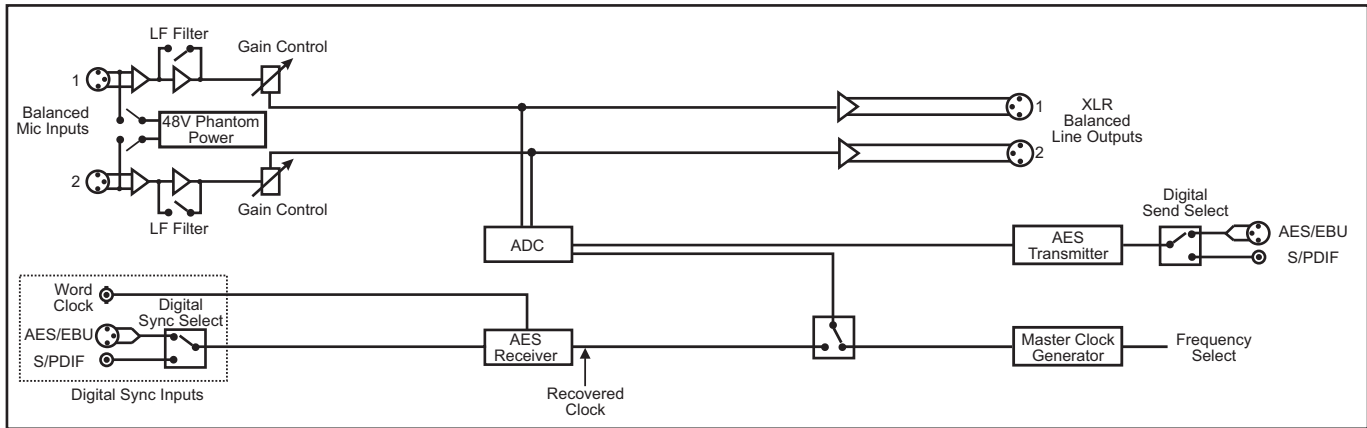 LF Filter
Gain Control
1
Balanced
Mic Inputs
48V Phantom
Power
2
LF Filter
Gain Control
1
XLR
Balanced
Line Outputs
2
ADC
AES
Transmitter
Digital
Send Select
AES/EBU
S/PDIF
Word
Clock
Digital
Sync Select
AES/EBU
S/PDIF
Digital Sync Inputs
AES
Receiver
Recovered
Clock
Master Clock
Generator
Frequency
Select